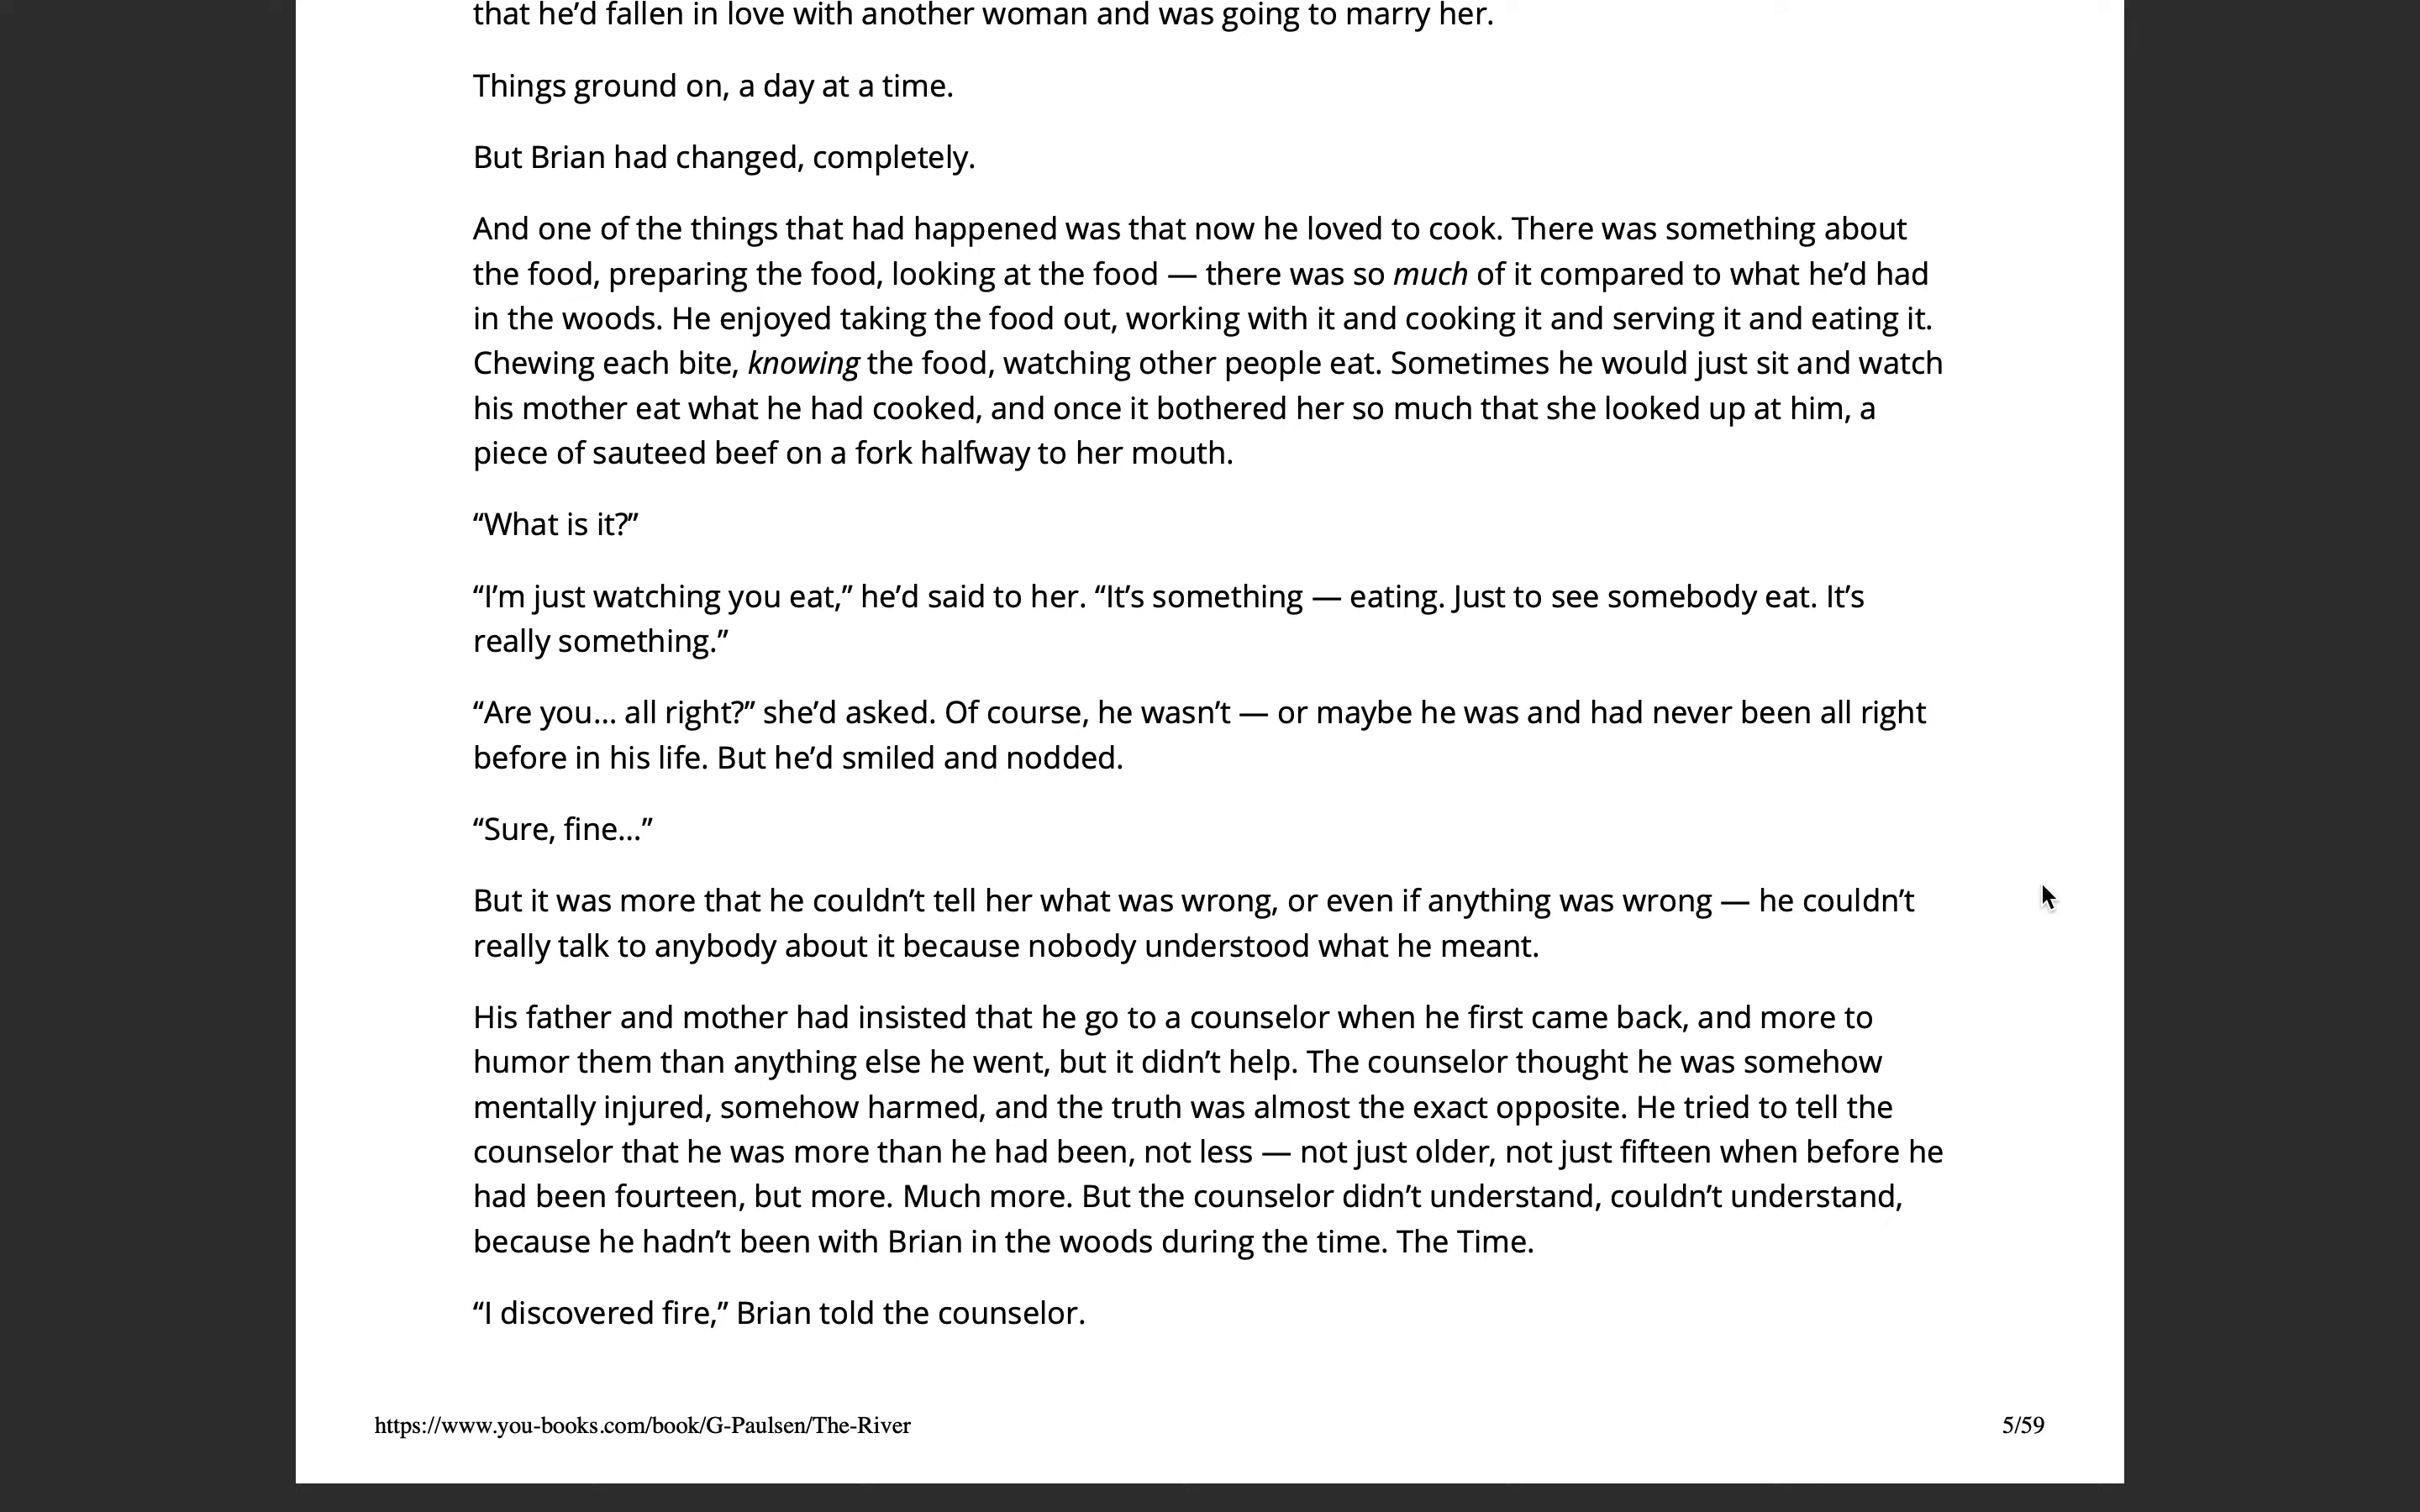 that he’d fallen in love with another woman and was going to marry her.
Things ground on, a day at a time.
But Brian had changed, completely.
And one of the things that had happened was that now he loved to cook. There was something about
the food, preparing the food, looking at the food — there was so much of it compared to what he’d had
in the woods. He enjoyed taking the food out, working with it and cooking it and serving it and eating it.
Chewing each bite, knowing the food, watching other people eat. Sometimes he would just sit and watch
his mother eat what he had cooked, and once it bothered her so much that she looked up at him, a
piece of sauteed beef on a fork halfway to her mouth.
“What is it?”
“I’m just watching you eat,” he’d said to her. “It’s something — eating. Just to see somebody eat. It’s
really something.”
“Are you... all right?” she’d asked. Of course, he wasn’t — or maybe he was and had never been all right
before in his life. But he’d smiled and nodded.
“Sure, fine...”
But it was more that he couldn’t tell her what was wrong, or even if anything was wrong — he couldn’t
really talk to anybody about it because nobody understood what he meant.
His father and mother had insisted that he go to a counselor when he first came back, and more to
humor them than anything else he went, but it didn’t help. The counselor thought he was somehow
mentally injured, somehow harmed, and the truth was almost the exact opposite. He tried to tell the
counselor that he was more than he had been, not less — not just older, not just fifteen when before he
had been fourteen, but more. Much more. But the counselor didn’t understand, couldn’t understand,
because he hadn’t been with Brian in the woods during the time. The Time.
“I discovered fire,” Brian told the counselor.
https://www.you-books.com/book/G-Paulsen/The-River
5/59